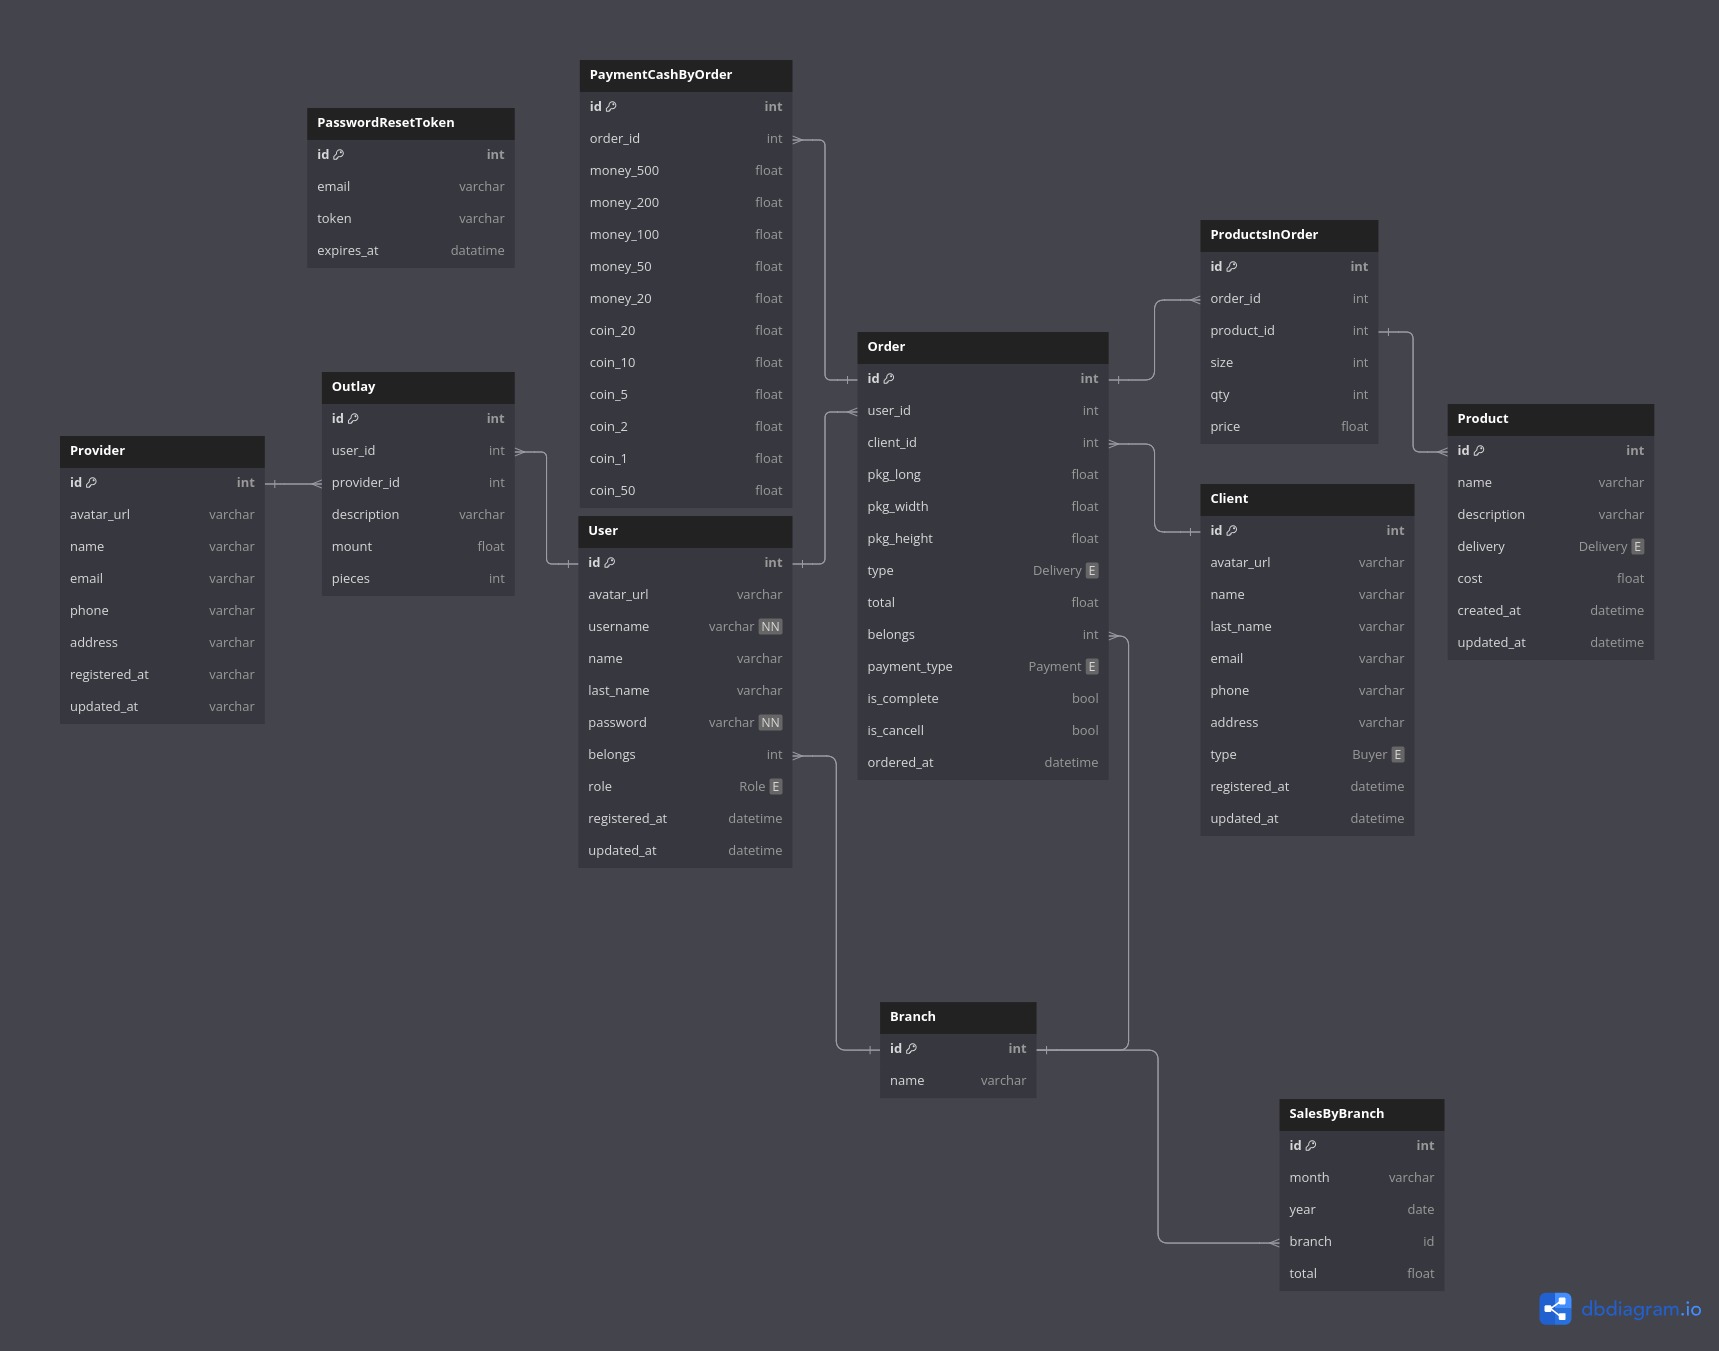 PaymentCashByOrder
id int
order_id int
money_500 float
money_200 float
money_100 float
money_50 float
money_20 float
coin_20 float
coin_10 float
coin_5 float
coin_2 float
coin_1 float
coin_50 float
PasswordResetToken
id int
email varchar
token varchar
expires_at datatime
ProductsInOrder
id int
order_id int
product_id int
size int
qty int
price float
Order
id int
user_id int
client_id int
pkg_long float
pkg_width float
pkg_height float
type Delivery E
total float
belongs int
payment_type Payment E
is_complete bool
is_cancell bool
ordered_at datetime
Outlay
id int
user_id int
provider_id int
description varchar
mount float
pieces int
Product
id int
name varchar
description varchar
delivery Delivery E
cost float
created_at datetime
updated_at datetime
Provider
id int
avatar_url varchar
name varchar
email varchar
phone varchar
address varchar
registered_at varchar
updated_at varchar
Client
id int
avatar_url varchar
name varchar
last_name varchar
email varchar
phone varchar
address varchar
type Buyer E
registered_at datetime
updated_at datetime
User
id int
avatar_url varchar
username varchar NN
name varchar
last_name varchar
password varchar NN
belongs int
role Role E
registered_at datetime
updated_at datetime
Branch
id int
name varchar
SalesByBranch
id int
month varchar
year date
branch id
total float
dbdiagram.io